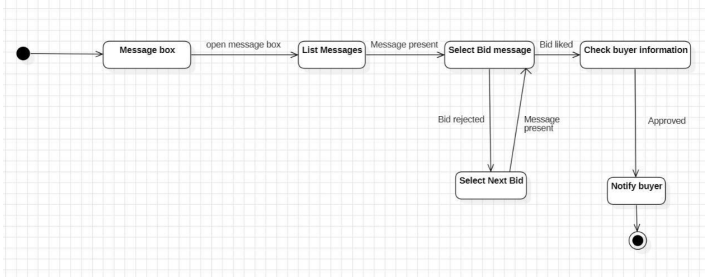 Message box
open message box
List Messages
Message present
Select Bid message
Bid liked
Check buyer information
Bid rejected
Message
present
Approved
Select Next Bid
Notify buyer